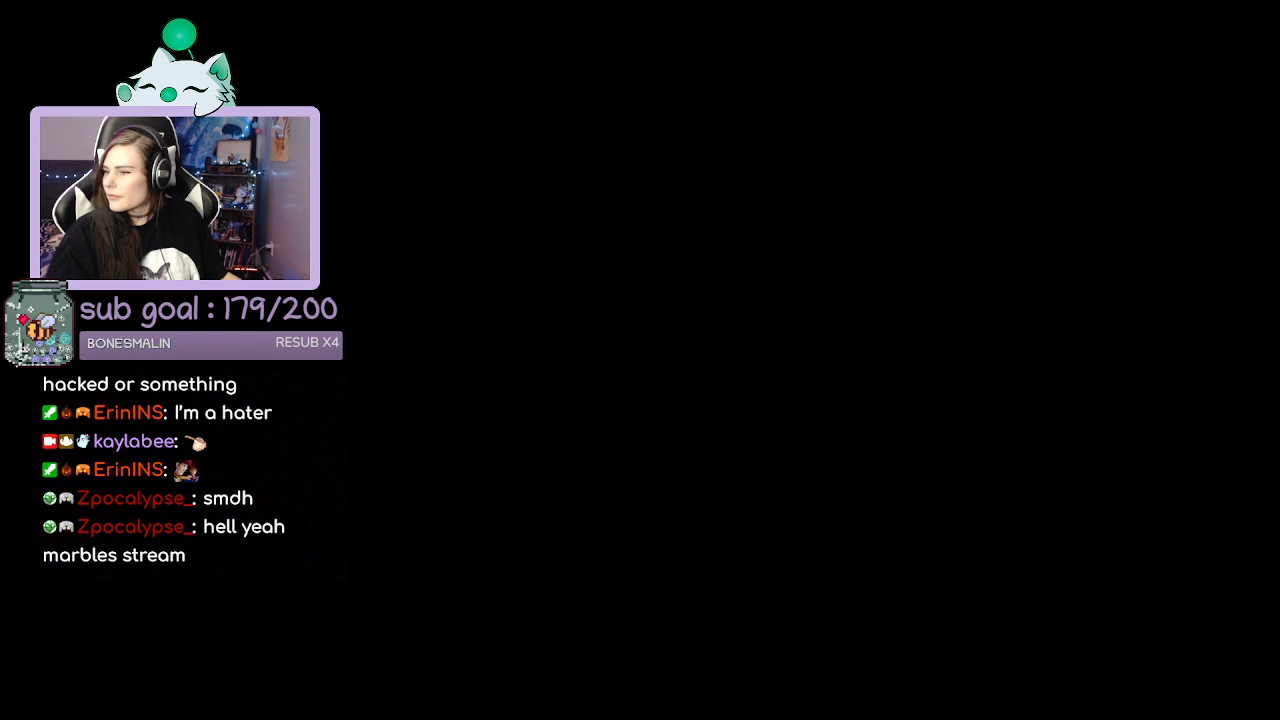 sub goal : 179/200
BONESMALIN RESUB X4
hacked or something
ErinINS: I'm a hater
kaylabee:
ErinINS:
Zpocalypse_: smdh
Zpocalypse_: hell yeah
marbles stream